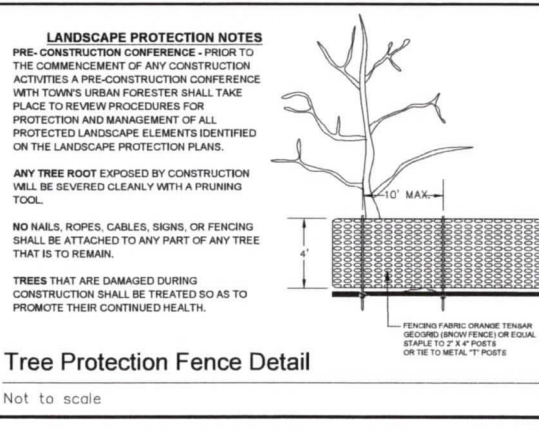 LANDSCAPE PROTECTION NOTES
PRE- CONSTRUCTION CONFERENCE - PRIOR TO
THE COMMENCEMENT OF ANY CONSTRUCTION
ACTIVITIES A PRE-CONSTRUCTION CONFERENCE
WITH TOWN'S URBAN FORESTER SHALL TAKE
PLACE TO REVIEW PROCEDURES FOR
PROTECTION AND MANAGEMENT OF ALL
PROTECTED LANDSCAPE ELEMENTS IDENTIFIED
ON THE LANDSCAPE PROTECTION PLANS.
ANY TREE ROOT EXPOSED BY CONSTRUCTION
WILL BE SEVERED CLEANLY WITH A PRUNING
TOOL.
NO NAILS, ROPES, CABLES, SIGNS, OR FENCING
SHALL BE ATTACHED TO ANY PART OF ANY TREE
THAT IS TO REMAIN.
TREES THAT ARE DAMAGED DURING
CONSTRUCTION SHALL BE TREATED SO AS TO
PROMOTE THEIR CONTINUED HEALTH.
10' MAX.
4'
FENCING FABRIC ORANGE TENSAR
GEOGRID (SNOW FENCE) OR EQUAL
STAPLE TO 2" X 4" POSTS
OR TIE TO METAL "T" POSTS
Tree Protection Fence Detail
Not to scale